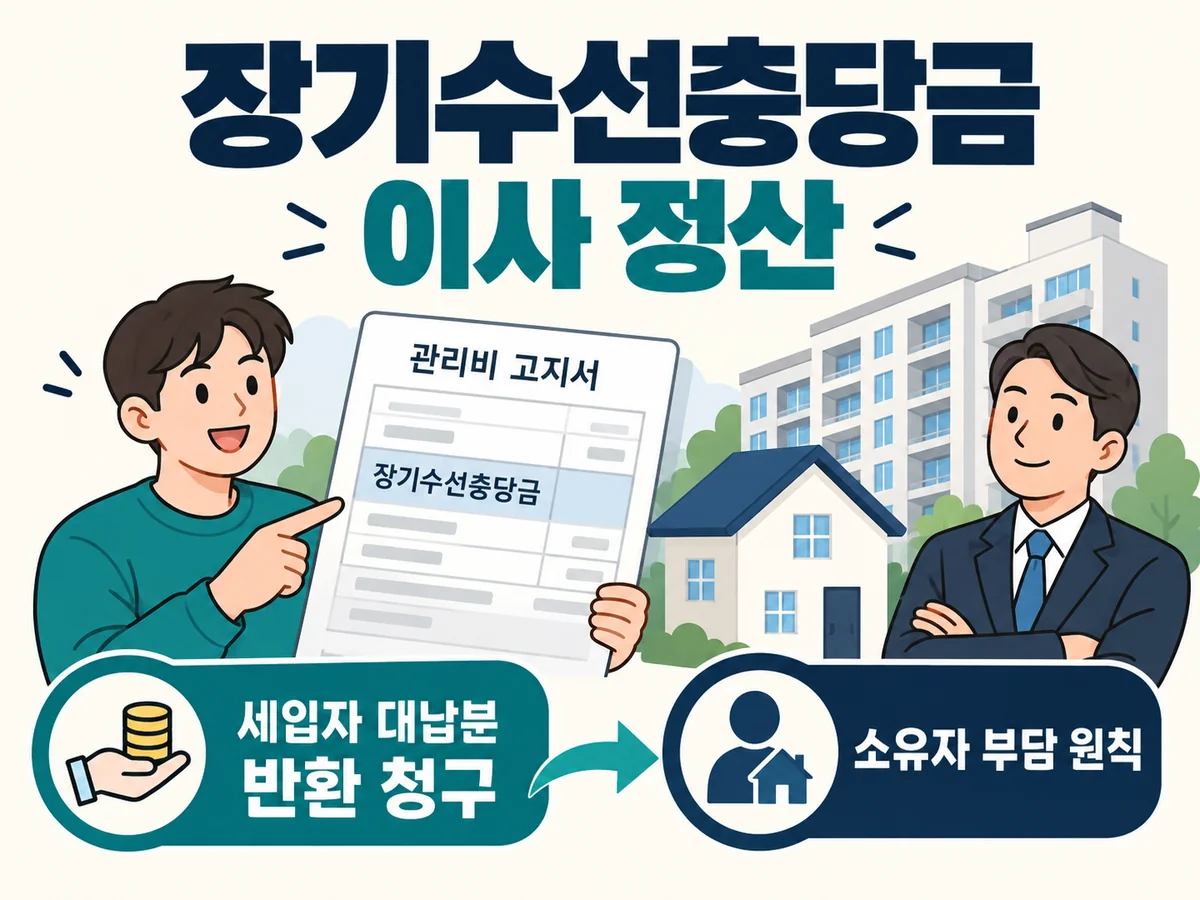 장기수선충당금
이사 정산
관리비 고지서
장기수선충당금
세입자 대납분
반환 청구
소유자 부담 원칙